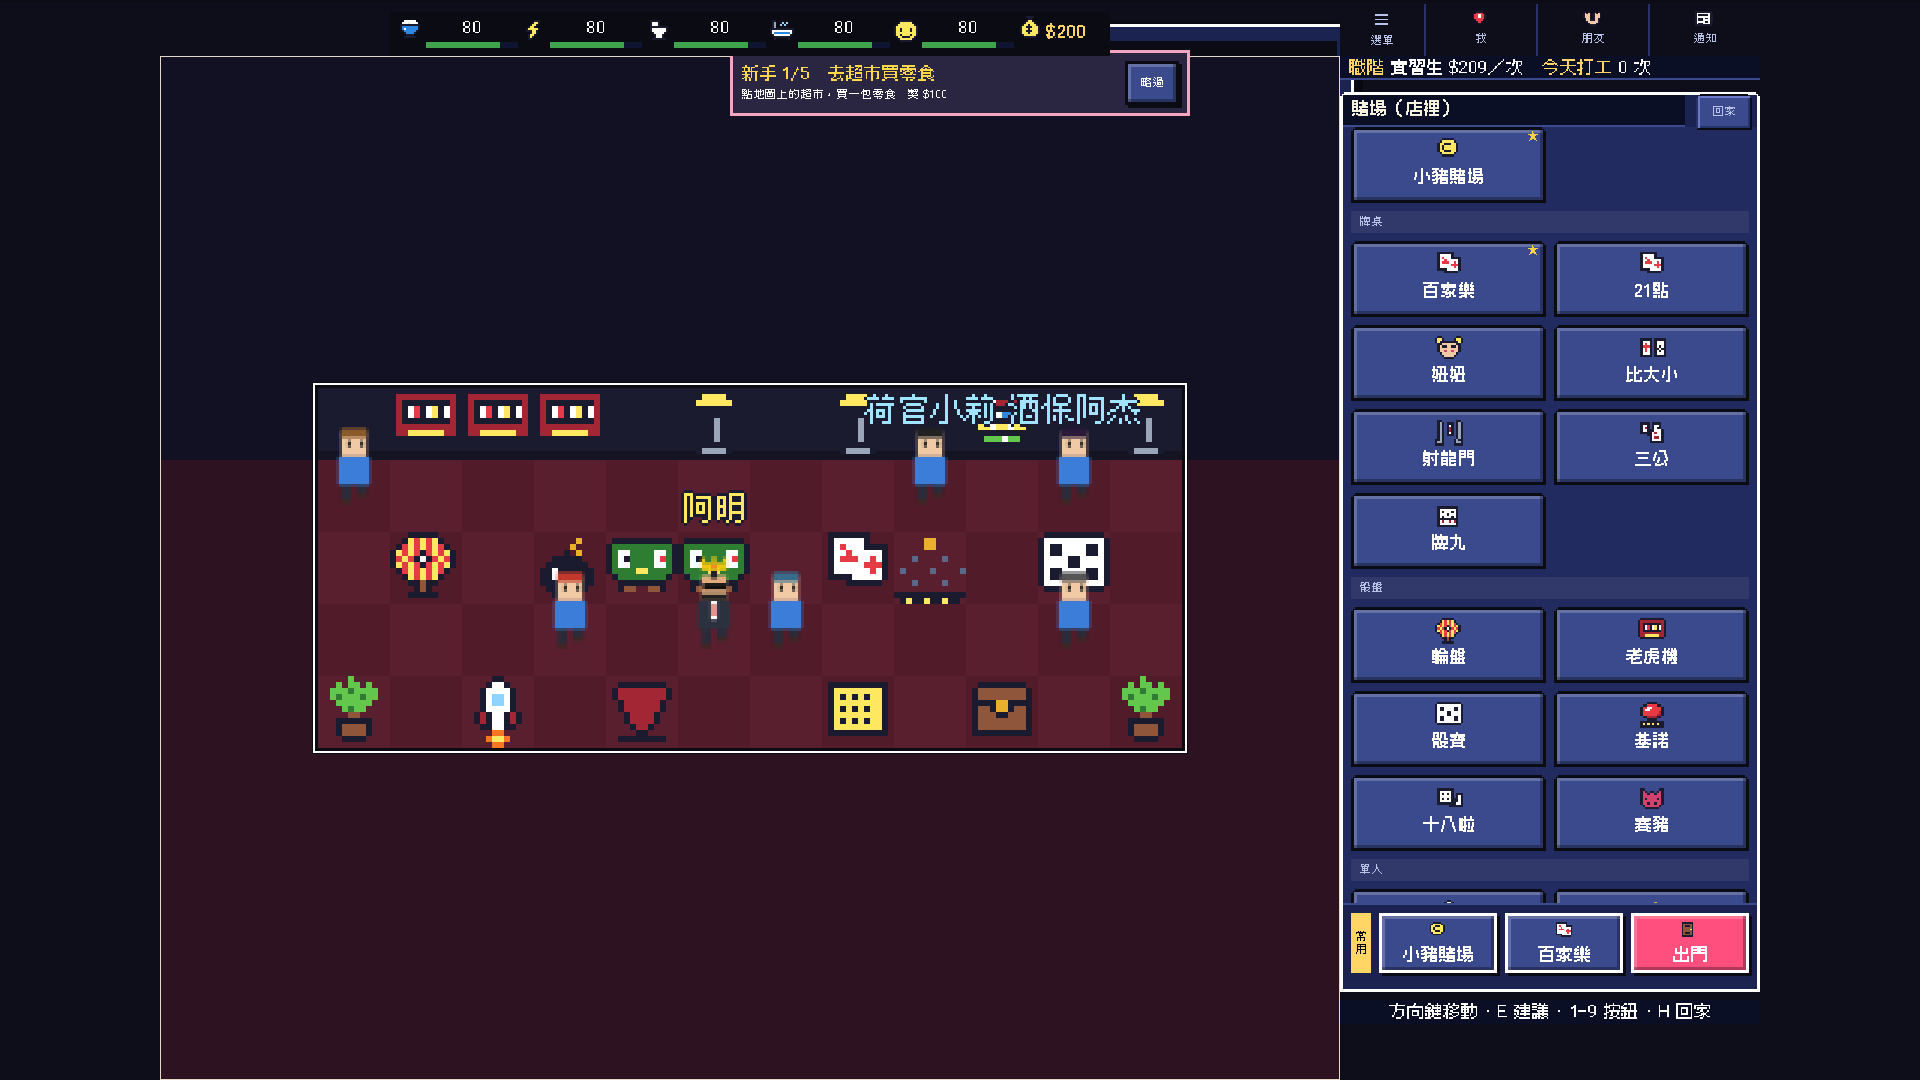 80 80 80 80 80 $200
選單 我 朋友 通知
新手 1/5 去超市買零食
點地圖上的超市，買一包零食 獎 $100
略過
職階 實習生 $209/次 今天打工 0 次
賭場（店裡）
回家
小豬賭場
牌桌
百家樂 21點
妞妞 比大小
射龍門 三公
牌九
骰盤
輪盤 老虎機
骰寶 基諾
十八啦 賽豬
單人
荷官小莉 酒保阿杰
阿明
常用
小豬賭場 百家樂 出門
方向鍵移動 · E 建議 · 1-9 按鈕 · H 回家